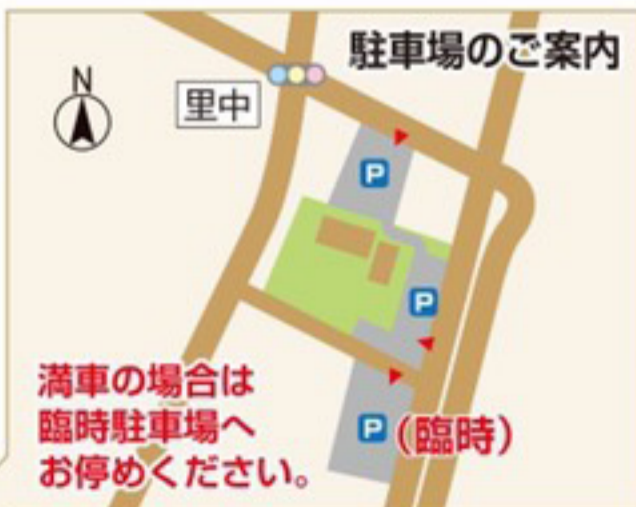 駐車場のご案内
N
里中
P
P
満車の場合は
臨時駐車場へ
お停めください。
P (臨時)